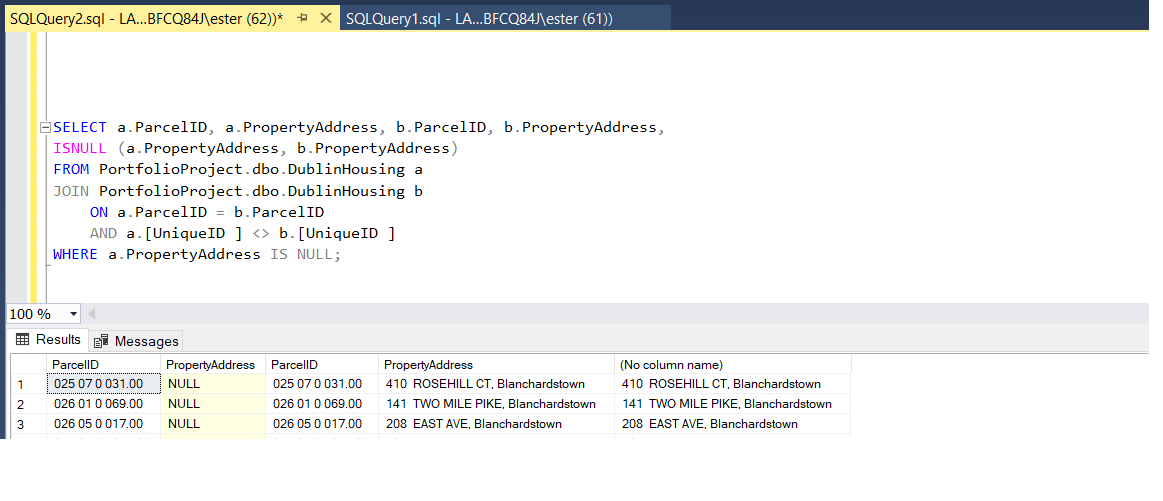 SQLQuery2.sql - LA...BFCQ84J\ester (62))* SQLQuery1.sql - LA...BFCQ84J\ester (61))
SELECT a.ParcelID, a.PropertyAddress, b.ParcelID, b.PropertyAddress,
ISNULL (a.PropertyAddress, b.PropertyAddress)
FROM PortfolioProject.dbo.DublinHousing a
JOIN PortfolioProject.dbo.DublinHousing b
ON a.ParcelID = b.ParcelID
AND a.[UniqueID ] <> b.[UniqueID ]
WHERE a.PropertyAddress IS NULL;
100 %
Results Messages
ParcelID PropertyAddress ParcelID PropertyAddress (No column name)
1 025 07 0 031.00 NULL 025 07 0 031.00 410 ROSEHILL CT, Blanchardstown 410 ROSEHILL CT, Blanchardstown
2 026 01 0 069.00 NULL 026 01 0 069.00 141 TWO MILE PIKE, Blanchardstown 141 TWO MILE PIKE, Blanchardstown
3 026 05 0 017.00 NULL 026 05 0 017.00 208 EAST AVE, Blanchardstown 208 EAST AVE, Blanchardstown